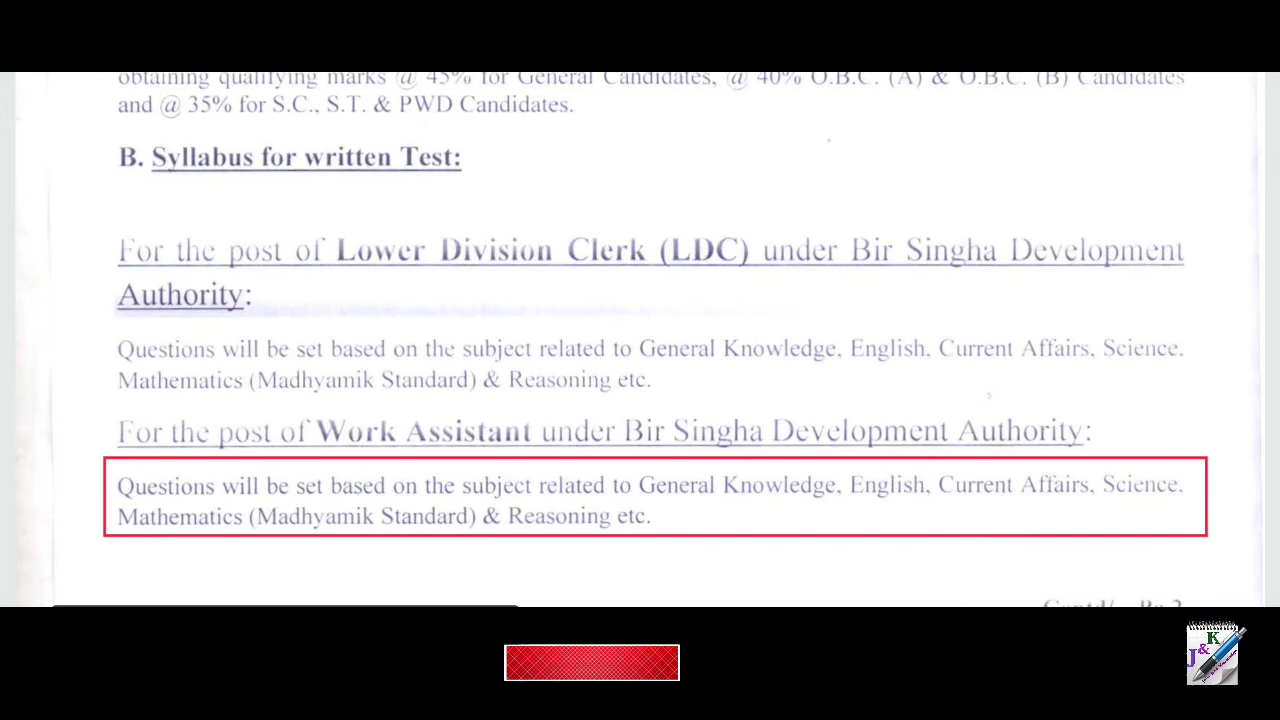 obtaining qualifying marks @ 45% for General Candidates, @ 40% O.B.C. (A) & O.B.C. (B) Candidates
and @ 35% for S.C., S.T. & PWD Candidates.
B. Syllabus for written Test:
For the post of Lower Division Clerk (LDC) under Bir Singha Development
Authority:
Questions will be set based on the subject related to General Knowledge, English, Current Affairs, Science.
Mathematics (Madhyamik Standard) & Reasoning etc.
For the post of Work Assistant under Bir Singha Development Authority:
Questions will be set based on the subject related to General Knowledge, English, Current Affairs, Science.
Mathematics (Madhyamik Standard) & Reasoning etc.
J&K